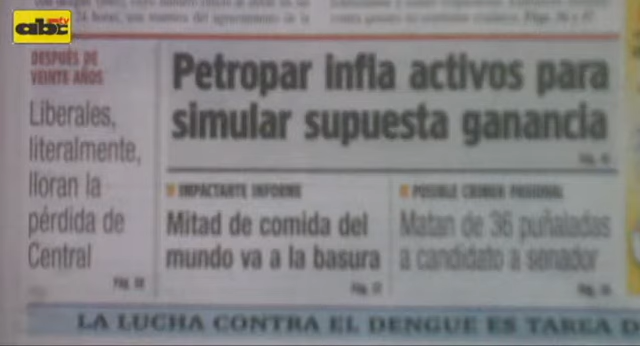 abc tv
DESPUÉS DE
VEINTE AÑOS
Liberales,
literalmente,
lloran la
pérdida de
Central
Petropar infla activos para
simular supuesta ganancia
IMPACTANTE INFORME
Mitad de comida del
mundo va a la basura
POSIBLE CRIMEN PASIONAL
Matan de 36 puñaladas
a candidato a senador
LA LUCHA CONTRA EL DENGUE ES TAREA D